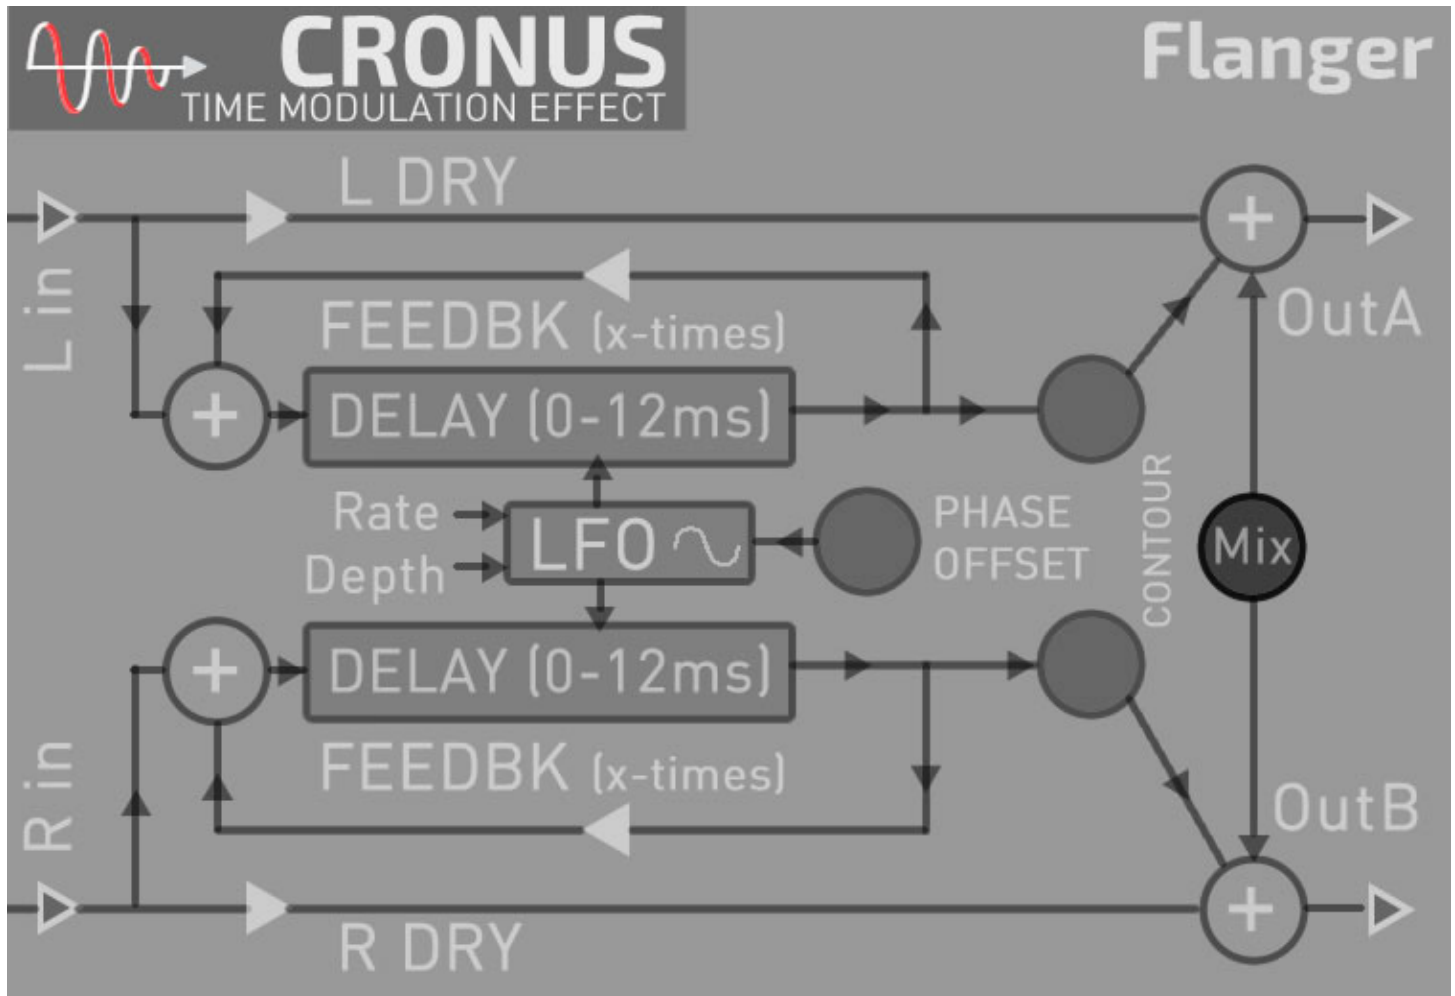 CRONUS
TIME MODULATION EFFECT
Flanger
L DRY
L in
FEEDBK (x-times)
OutA
+
+
DELAY (0-12ms)
CONTOUR
Rate
Depth
LFO
PHASE
OFFSET
Mix
+
DELAY (0-12ms)
FEEDBK (x-times)
R in
OutB
+
R DRY